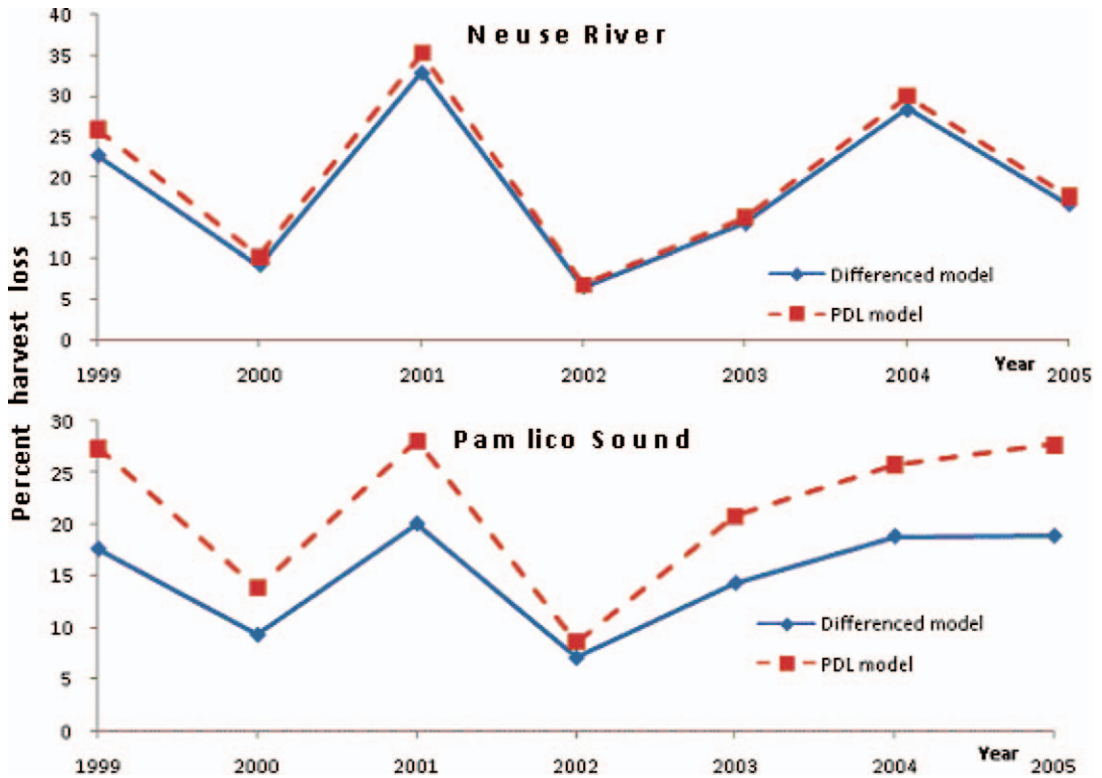 Percent harvest loss
Neuse River
40
35
30
25
20
15
10
5
0
Differenced model
PDL model
Year
1999 2000 2001 2002 2003 2004 2005
Pamlico Sound
30
25
20
15
10
5
0
Differenced model
PDL model
Year
1999 2000 2001 2002 2003 2004 2005